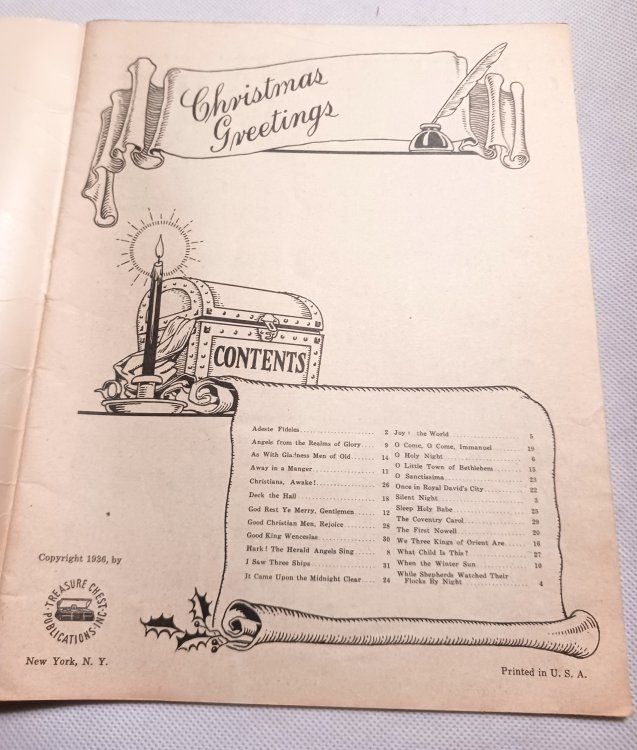 Christmas
Greetings
CONTENTS
Adeste Fideles 2
Angels from the Realms of Glory 9
As With Gladness Men of Old 14
Away in a Manger 11
Christians, Awake! 26
Deck the Hall 18
God Rest Ye Merry, Gentlemen 12
Good Christian Men, Rejoice 28
Good King Wenceslas 30
Hark! The Herald Angels Sing 8
I Saw Three Ships 31
It Came Upon the Midnight Clear 24
Joy the World 5
O Come, O Come, Immanuel 19
O Holy Night 6
O Little Town of Bethlehem 15
O Sanctissima 23
Once in Royal David's City 22
Silent Night 3
Sleep Holy Babe 25
The Coventry Carol 29
The First Nowell 20
We Three Kings of Orient Are 16
What Child Is This? 27
When the Winter Sun 10
While Shepherds Watched Their
Flocks By Night 4
Copyright 1936, by
TREASURE CHEST
PUBLICATIONS, INC.
New York, N. Y.
Printed in U. S. A.